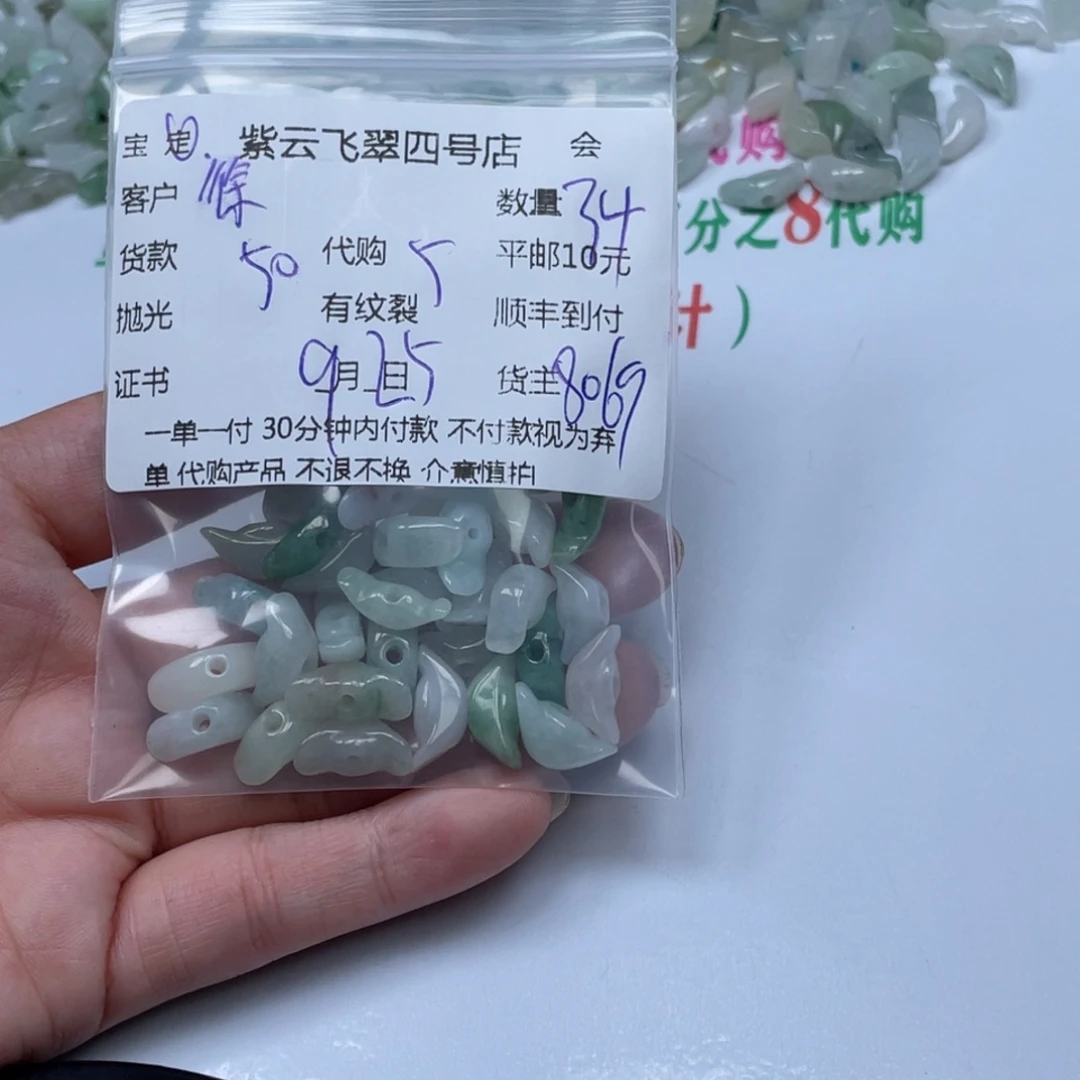 宝 定 紫云飞翠四号店 会
客户 滌 数量 34
货款 50 代购 5 平邮10元
抛光 有纹裂 顺丰到付
证书 9月25日 货主 8069
一单一付 30分钟内付款 不付款视为弃
单 代购产品 不退不换 介意慎拍
购
分之8代购
计）